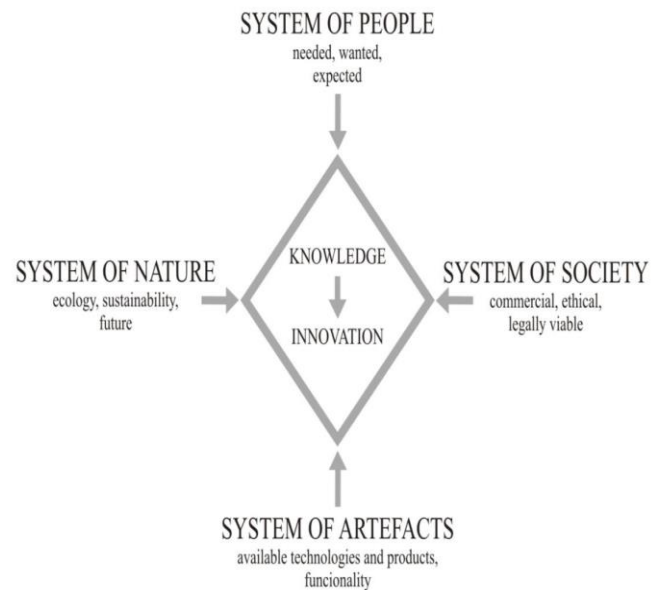 SYSTEM OF PEOPLE
needed, wanted,
expected
KNOWLEDGE
INNOVATION
SYSTEM OF NATURE
ecology, sustainability,
future
SYSTEM OF SOCIETY
commercial, ethical,
legally viable
SYSTEM OF ARTEFACTS
available technologies and products,
funcionality